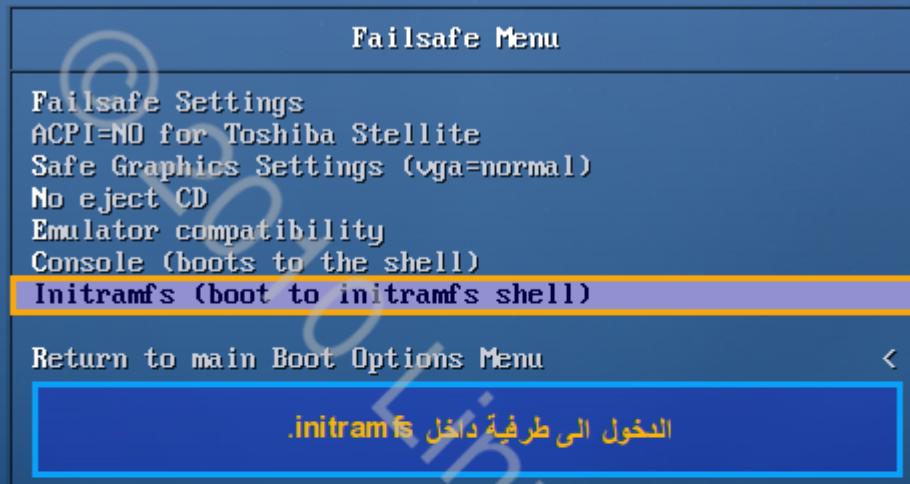 Failsafe Menu
Failsafe Settings
ACPI=NO for Toshiba Stellite
Safe Graphics Settings (vga=normal)
No eject CD
Emulator compatibility
Console (boots to the shell)
Initramfs (boot to initramfs shell)
Return to main Boot Options Menu <
الدخول الى طرفية داخل initramfs.
© 2010 Lin